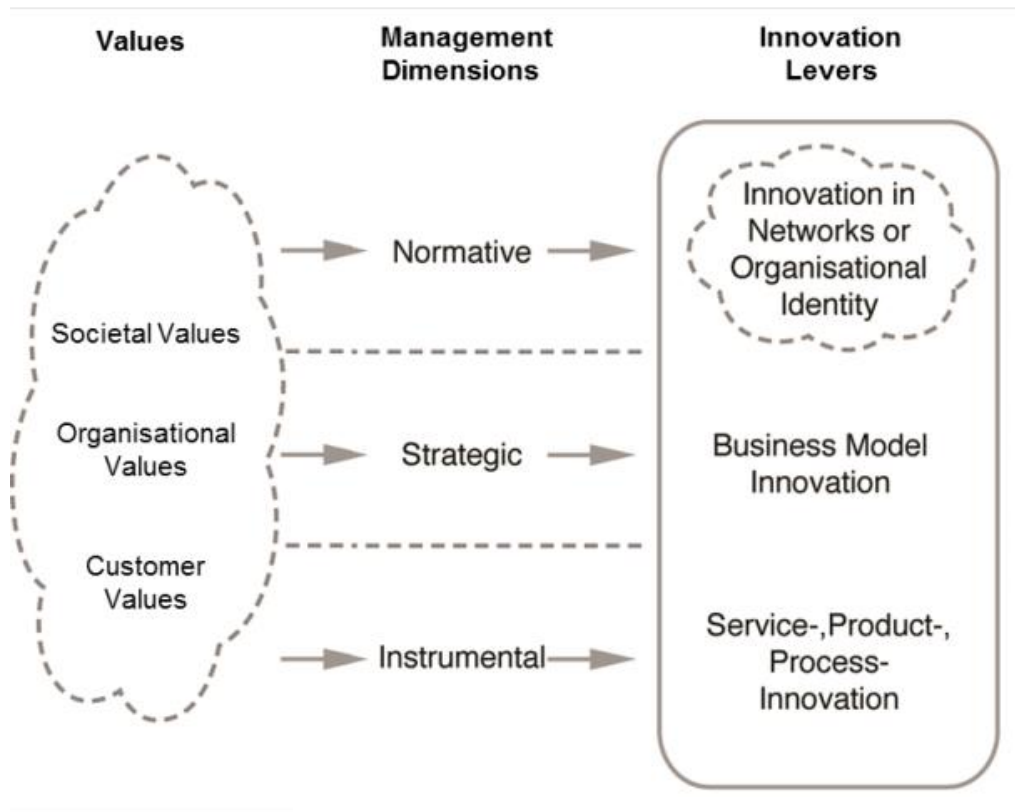 Values
Management
Dimensions
Innovation
Levers
Societal Values
Organisational
Values
Customer
Values
Normative
Strategic
Instrumental
Innovation in
Networks or
Organisational
Identity
Business Model
Innovation
Service-,Product-,
Process-
Innovation